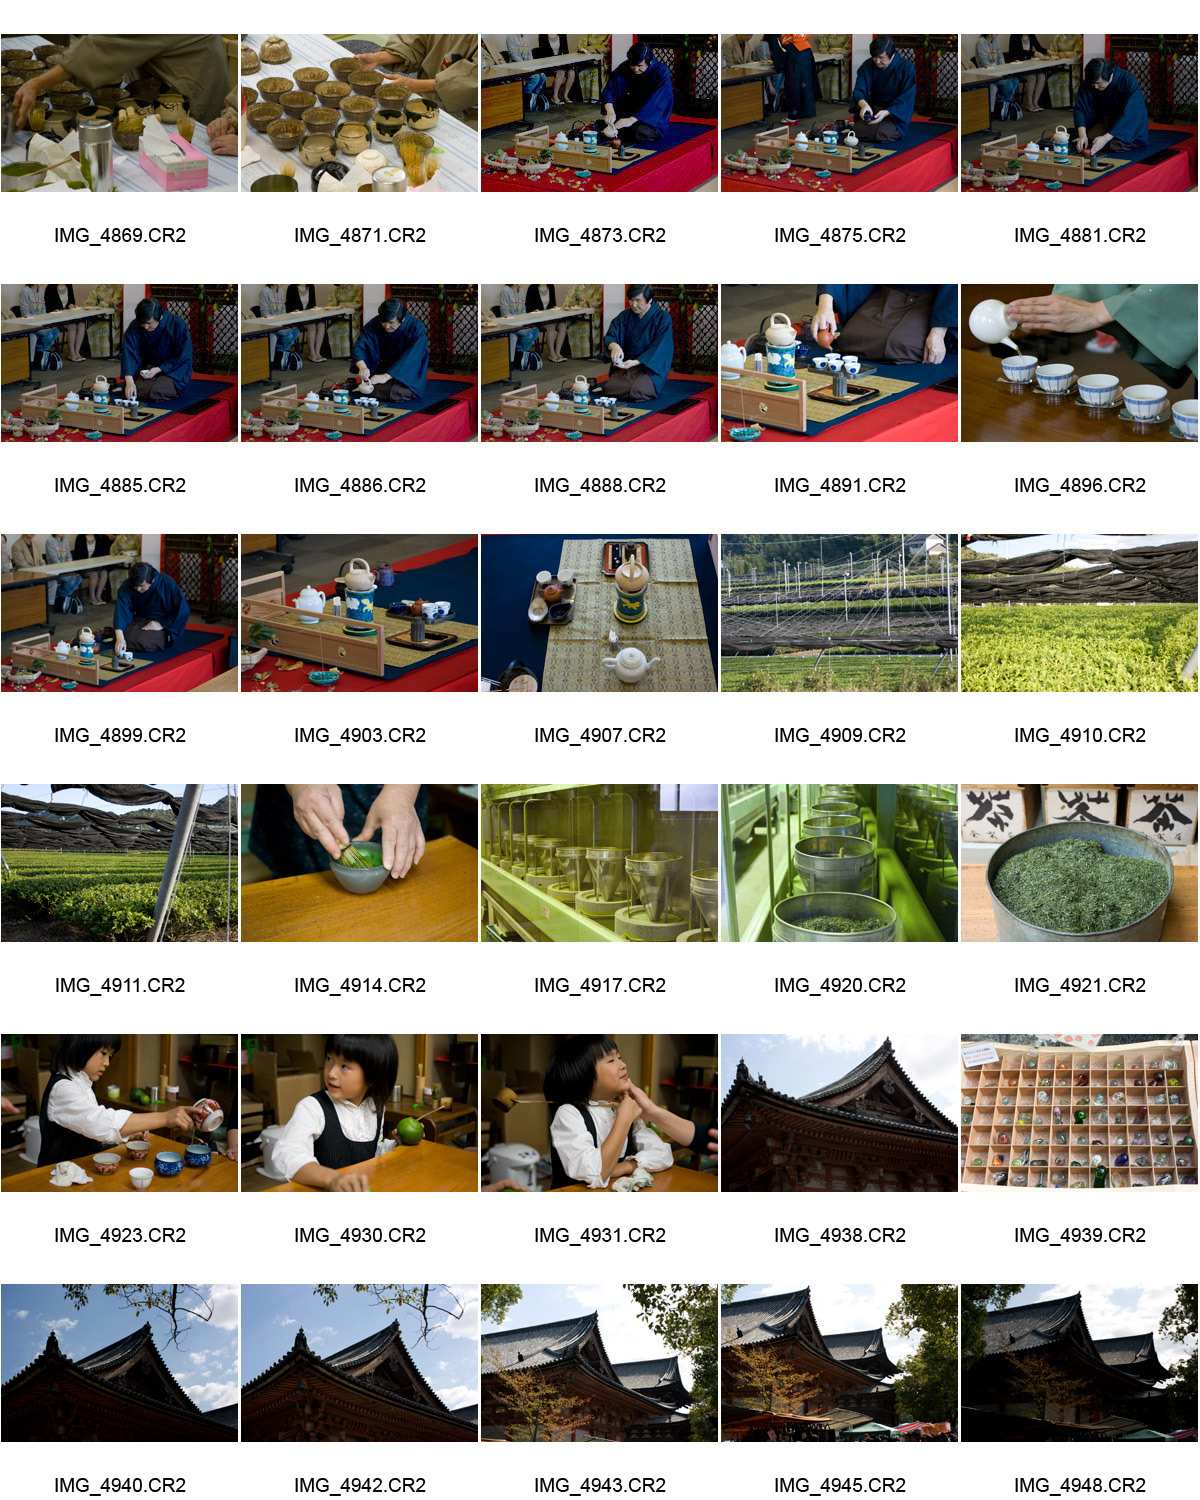 IMG_4869.CR2 IMG_4871.CR2 IMG_4873.CR2 IMG_4875.CR2 IMG_4881.CR2
IMG_4885.CR2 IMG_4886.CR2 IMG_4888.CR2 IMG_4891.CR2 IMG_4896.CR2
IMG_4899.CR2 IMG_4903.CR2 IMG_4907.CR2 IMG_4909.CR2 IMG_4910.CR2
IMG_4911.CR2 IMG_4914.CR2 IMG_4917.CR2 IMG_4920.CR2 IMG_4921.CR2
IMG_4923.CR2 IMG_4930.CR2 IMG_4931.CR2 IMG_4938.CR2 IMG_4939.CR2
IMG_4940.CR2 IMG_4942.CR2 IMG_4943.CR2 IMG_4945.CR2 IMG_4948.CR2